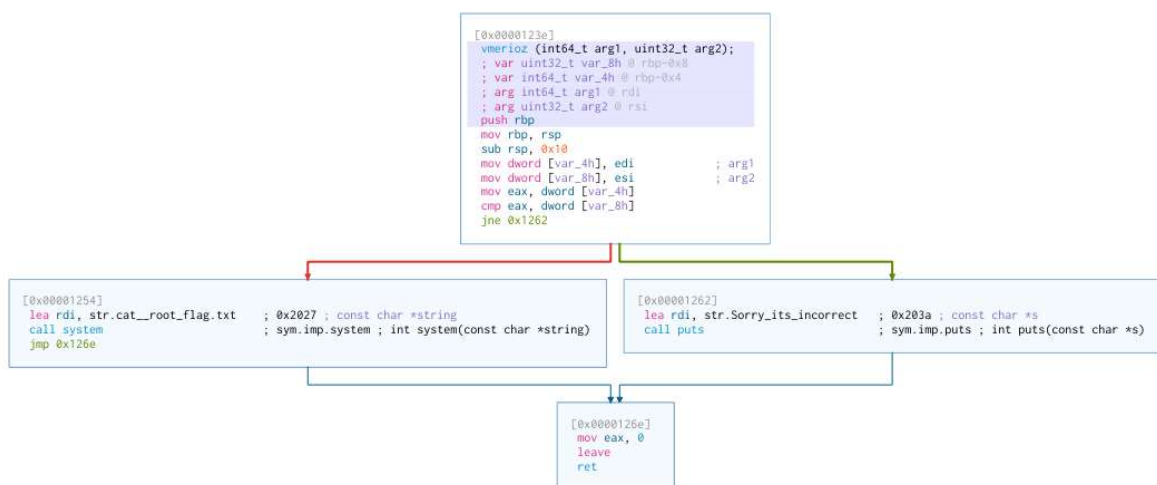 [0x0000123e]
vmerioz (int64_t arg1, uint32_t arg2);
; var uint32_t var_8h @ rbp-0x8
; var int64_t var_4h @ rbp-0x4
; arg int64_t arg1 @ rdi
; arg uint32_t arg2 @ rsi
push rbp
mov rbp, rsp
sub rsp, 0x10
mov dword [var_4h], edi ; arg1
mov dword [var_8h], esi ; arg2
mov eax, dword [var_4h]
cmp eax, dword [var_8h]
jne 0x1262
[0x00001254]
lea rdi, str.cat__root_flag.txt ; 0x2027 ; const char *string
call system ; sym.imp.system ; int system(const char *string)
jmp 0x126e
[0x00001262]
lea rdi, str.Sorry_its_incorrect ; 0x203a ; const char *s
call puts ; sym.imp.puts ; int puts(const char *s)
[0x0000126e]
mov eax, 0
leave
ret